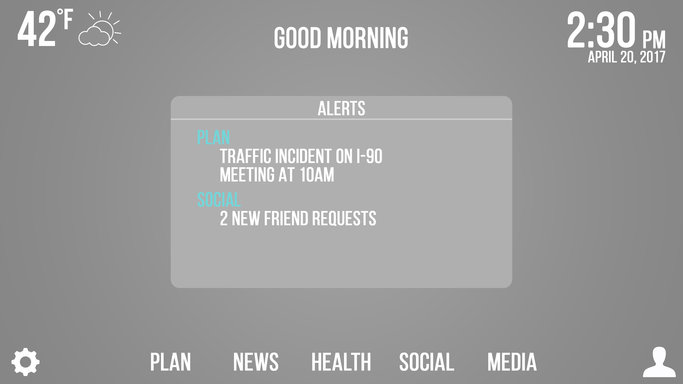 42°F
GOOD MORNING
2:30 PM
APRIL 20, 2017
ALERTS
PLAN
TRAFFIC INCIDENT ON I-90
MEETING AT 10AM
SOCIAL
2 NEW FRIEND REQUESTS
PLAN NEWS HEALTH SOCIAL MEDIA